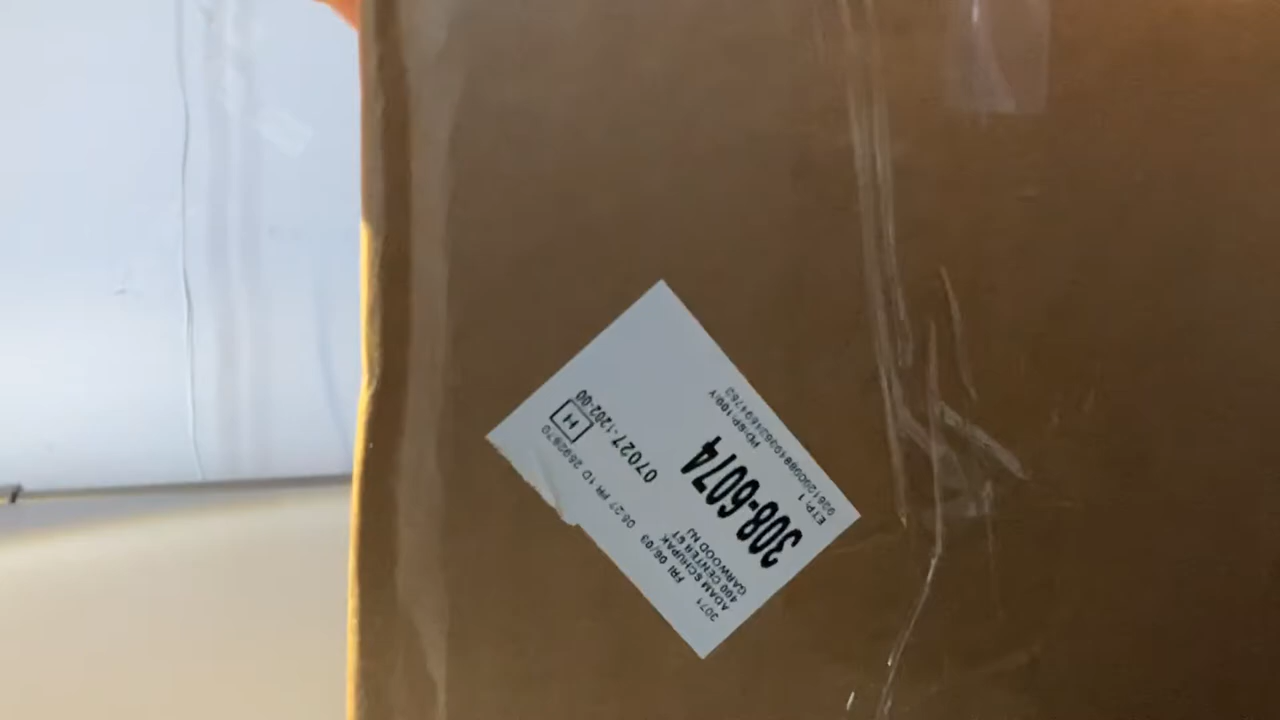 3071
ADAM SCHUPAK
400 CENTER ST
GARWOOD NJ
FRI 06/03
308-6074
ETP: 1
PD:SP:100/Y
07027-1202-00
H